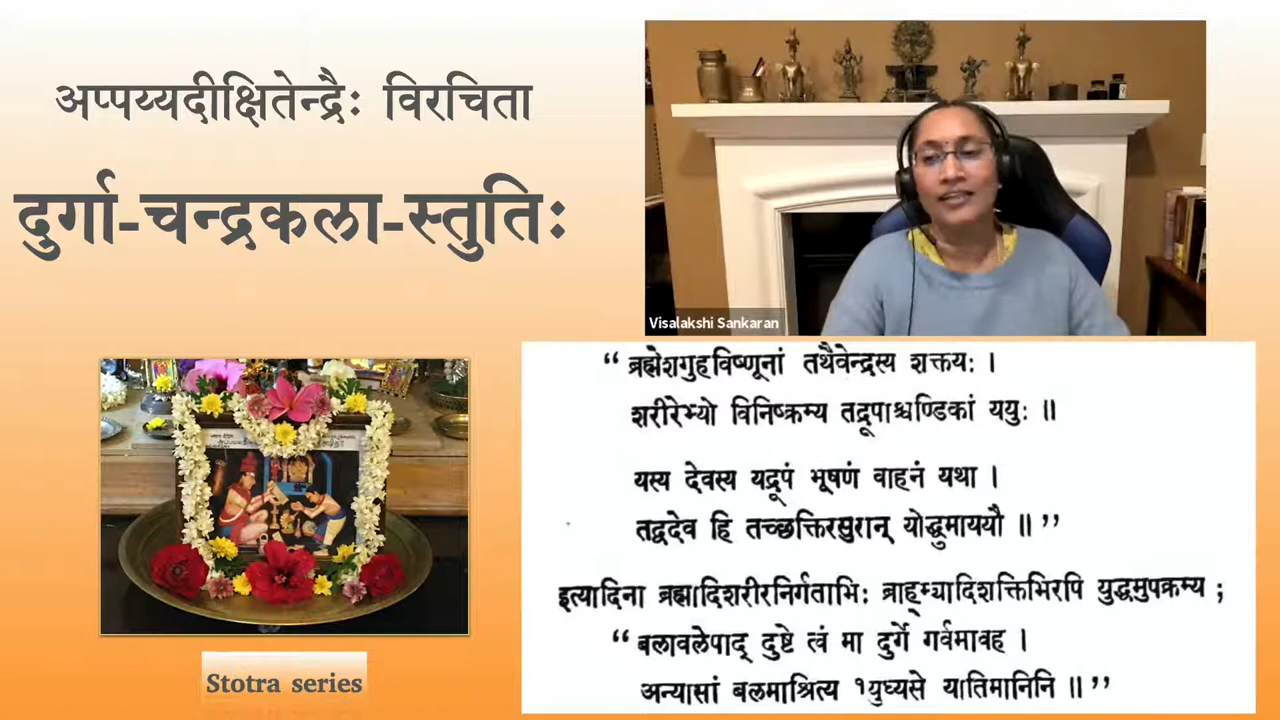 अप्पय्यदीक्षितेन्द्रैः विरचिता
दुर्गा-चन्द्रकला-स्तुतिः
Visalakshi Sankaran
“ ब्रह्मेशगुहविष्णूनां तथैवेन्द्रस्य शक्तयः ।
शरीरेभ्यो विनिष्क्रम्य तद्रूपाश्चण्डिकां ययुः ॥
यस्य देवस्य यद्रूपं भूषणं वाहनं यथा ।
तद्वदेव हि तच्छक्तिरसुरान् योद्धुमाययौ ॥ ”
इत्यादिना ब्रह्मादिशरीरनिर्गताभिः ब्राह्म्यादिशक्तिभिरपि युद्धमुपक्रम्य ;
“ बलावलेपाद् दुष्टे त्वं मा दुर्गे गर्वमावह ।
अन्यासां बलमाश्रित्य १युध्यसे यातिमानिनि ॥ ”
Stotra series